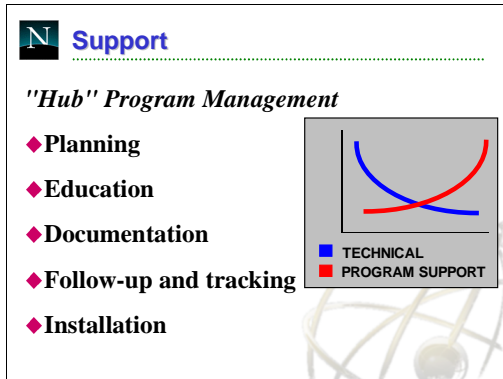 N Support
"Hub" Program Management
◆Planning
◆Education
◆Documentation
◆Follow-up and tracking
◆Installation
TECHNICAL
PROGRAM SUPPORT